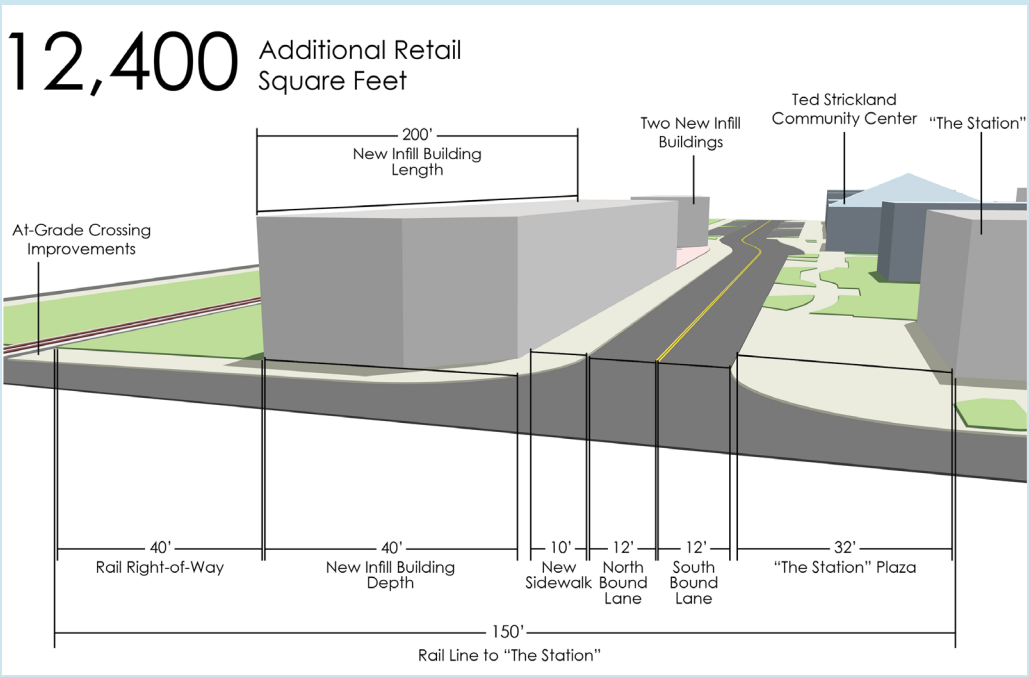 12,400
Additional Retail
Square Feet
200’
New Infill Building
Length
Two New Infill
Buildings
Ted Strickland
Community Center
“The Station”
At-Grade Crossing
Improvements
40’
Rail Right-of-Way
40’
New Infill Building
Depth
10’
New
Sidewalk
12’
North
Bound
Lane
12’
South
Bound
Lane
32’
“The Station” Plaza
150’
Rail Line to “The Station”